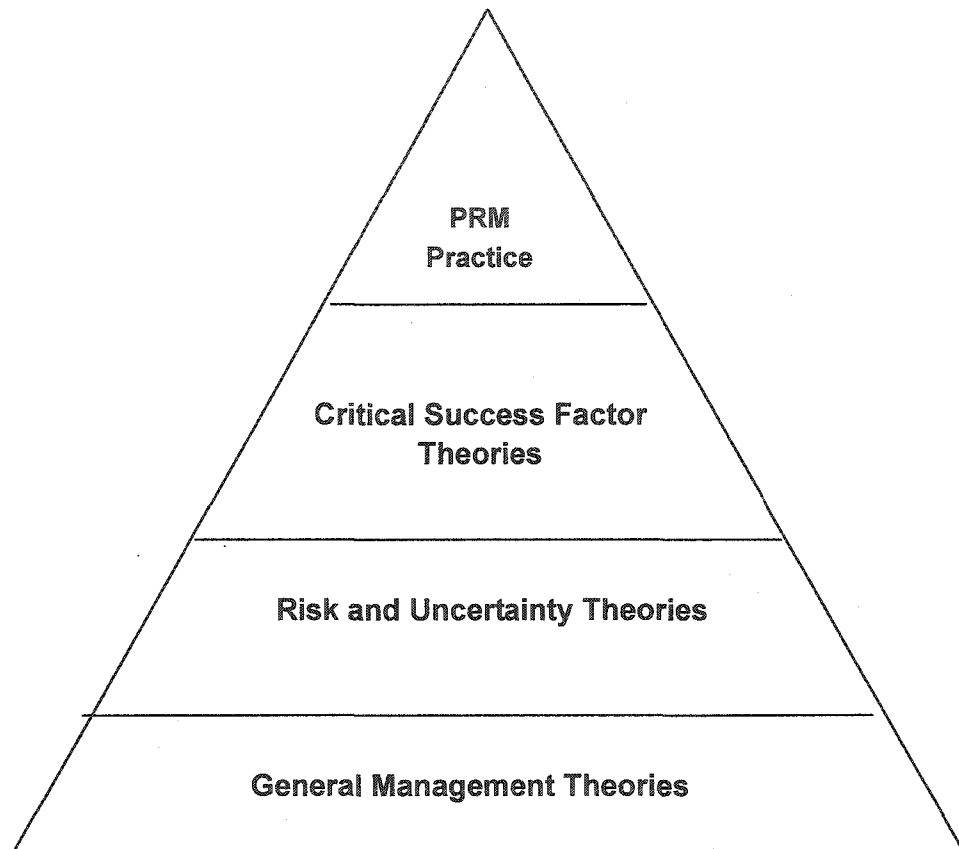 PRM
Practice
Critical Success Factor
Theories
Risk and Uncertainty Theories
General Management Theories